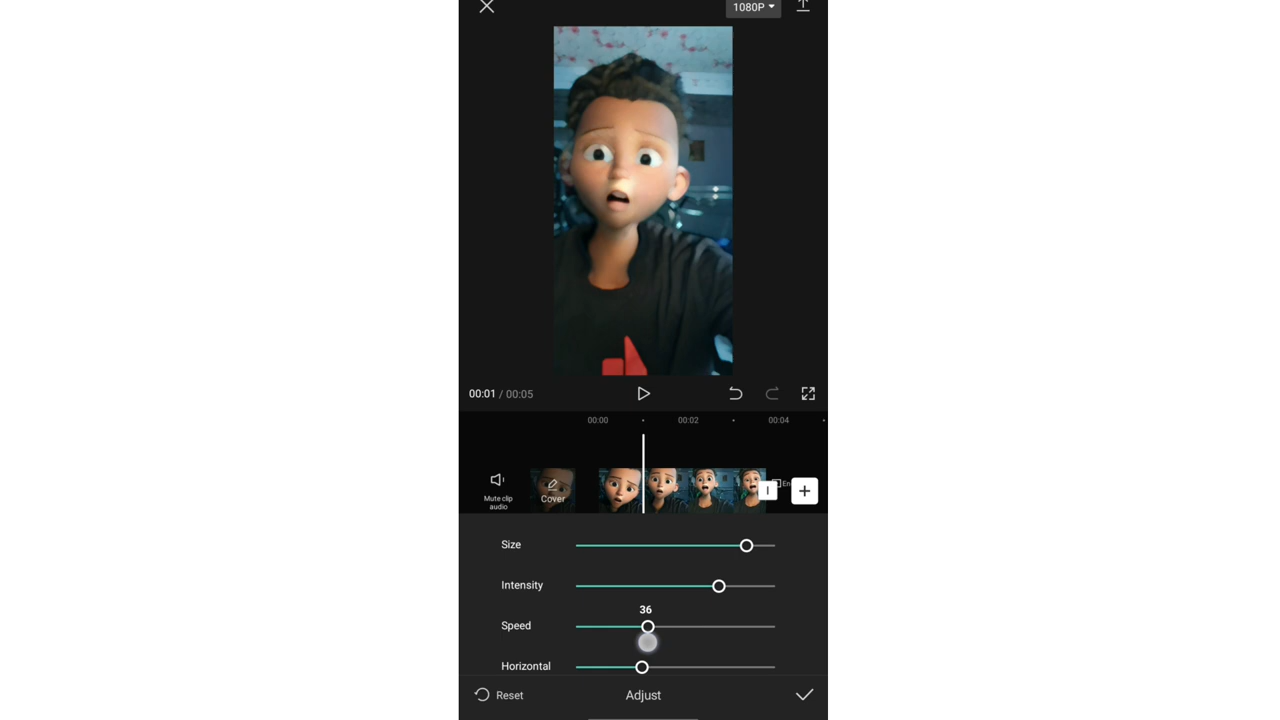 1080P
00:01 / 00:05
00:00
00:02
00:04
Mute clip
audio
Cover
En
Size
Intensity
36
Speed
Horizontal
Reset
Adjust